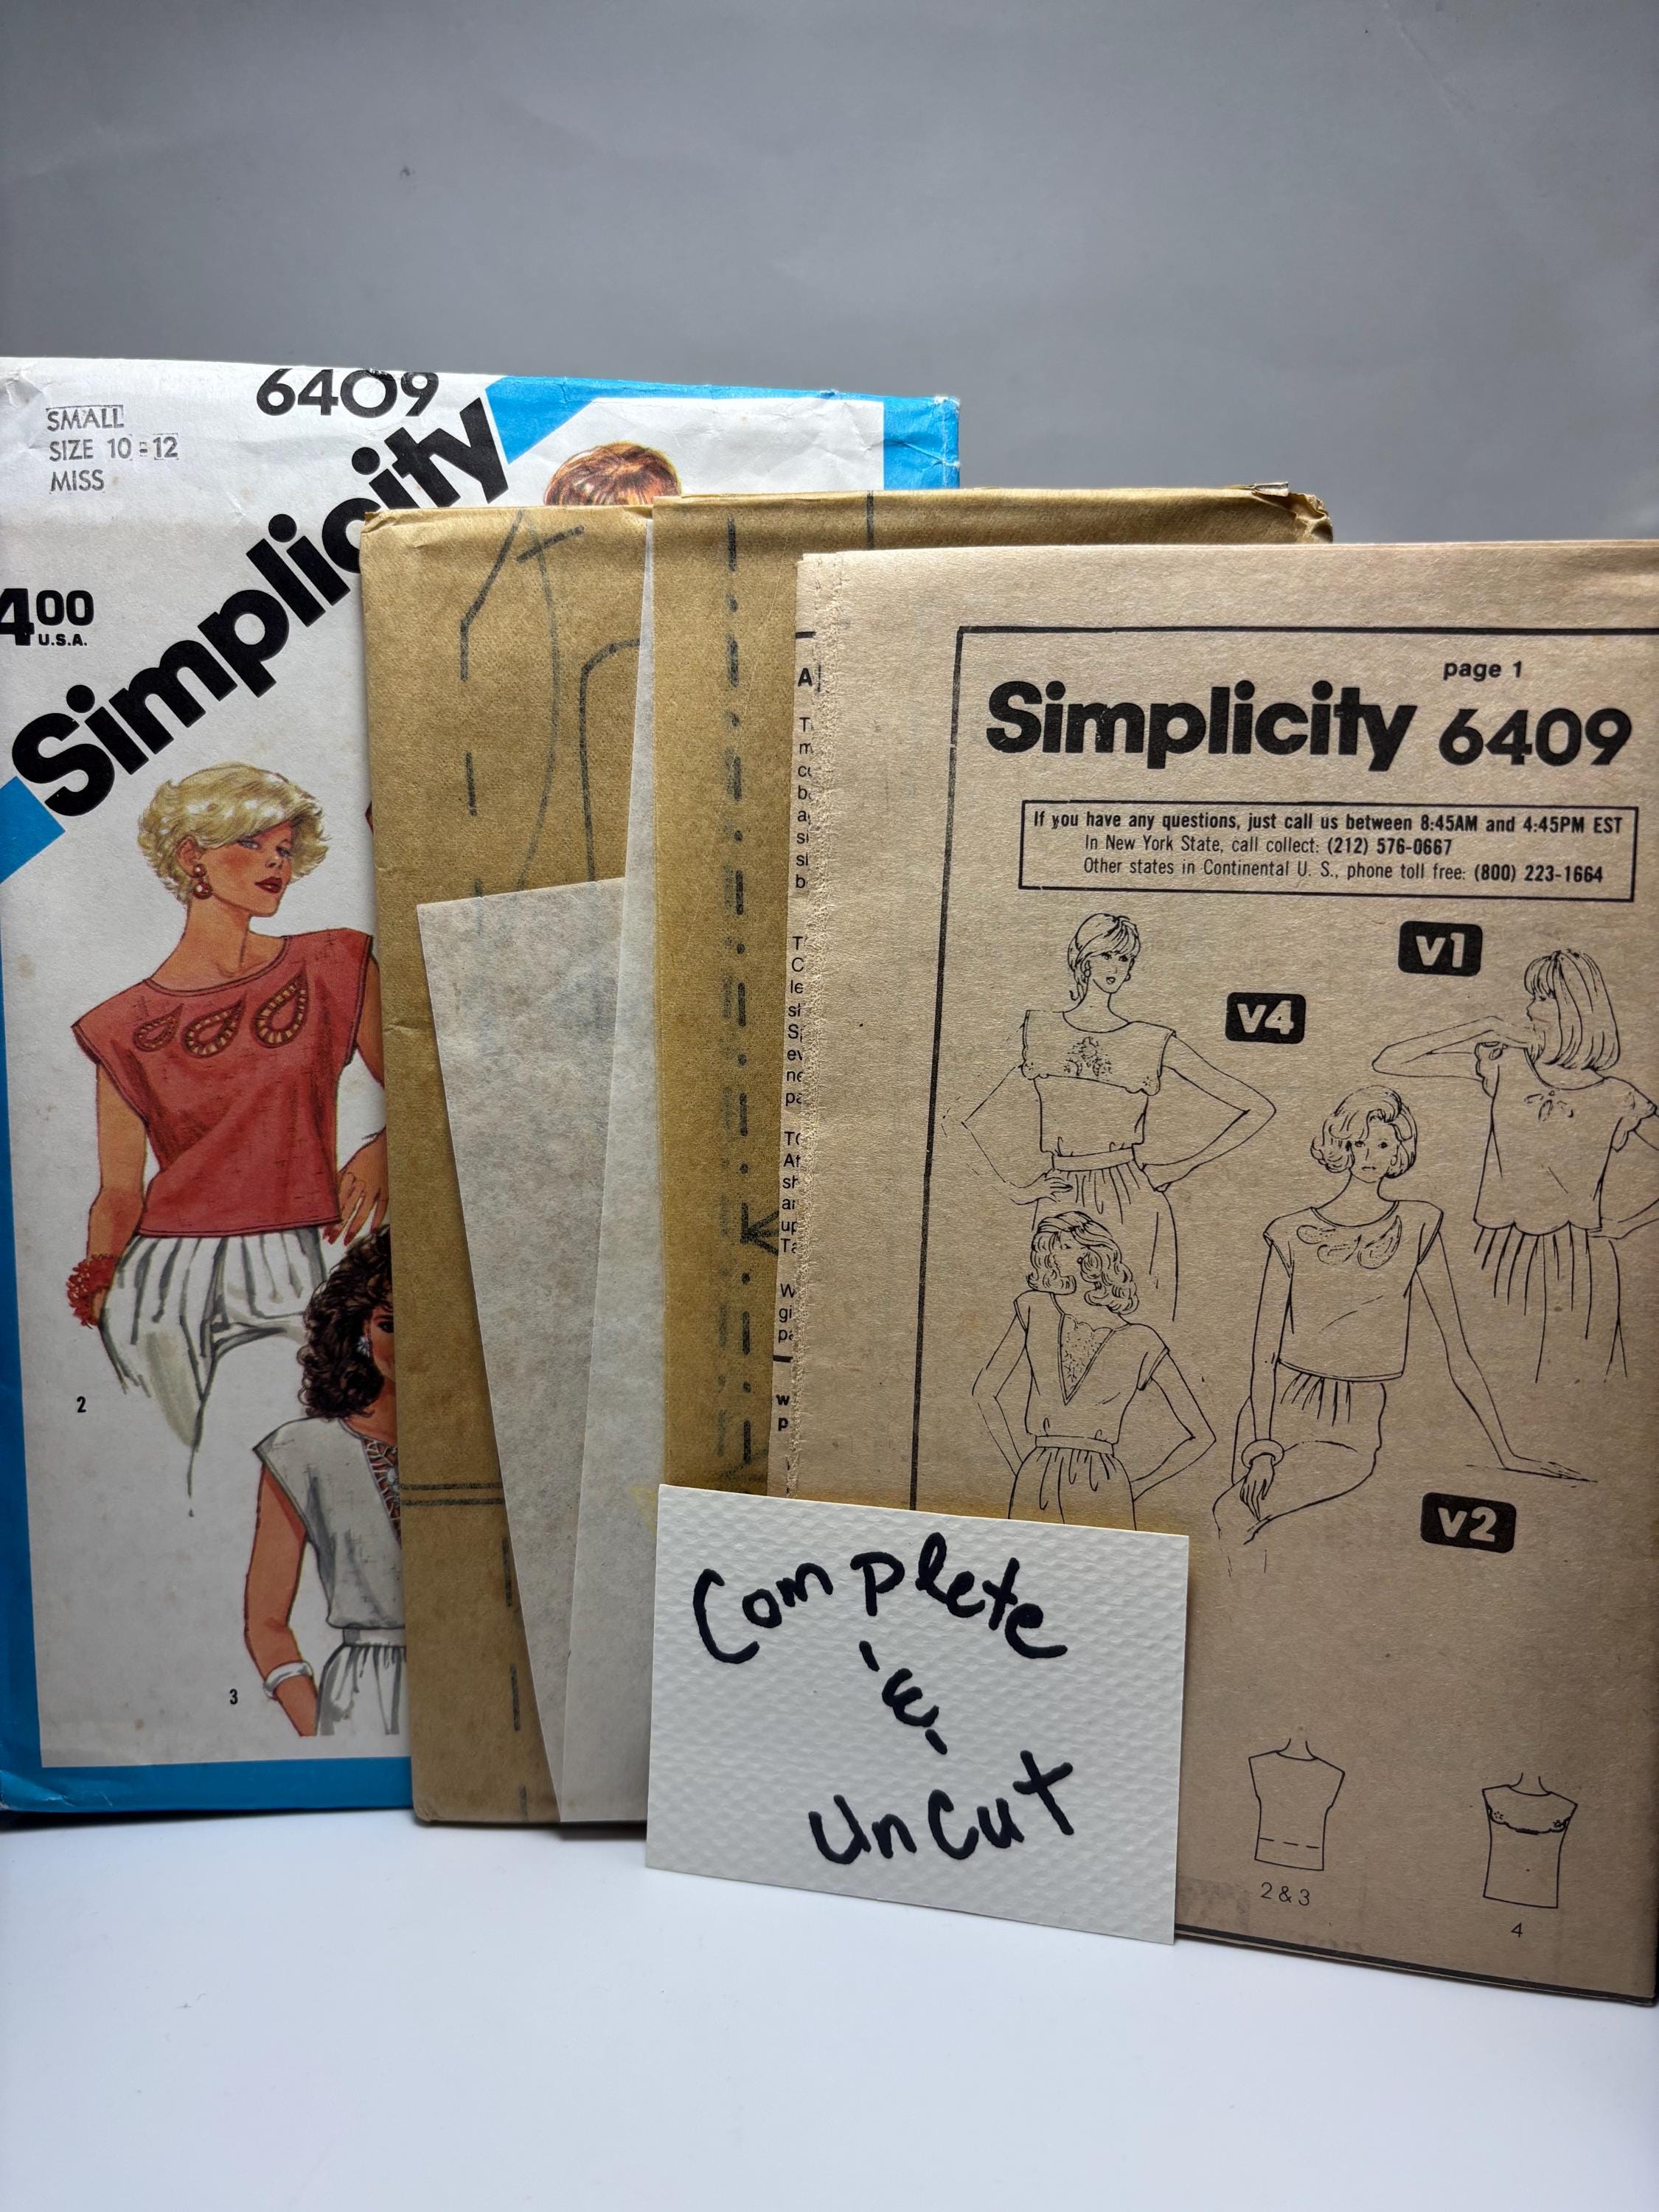 6409
SMALL
SIZE 10-12
MISS
Simplicity
4.00
U.S.A.
2
3
K
page 1
Simplicity 6409
If you have any questions, just call us between 8:45AM and 4:45PM EST
In New York State, call collect: (212) 576-0667
Other states in Continental U. S., phone toll free: (800) 223-1664
v1
v4
v2
2 & 3
4
Complete
-&-
Uncut